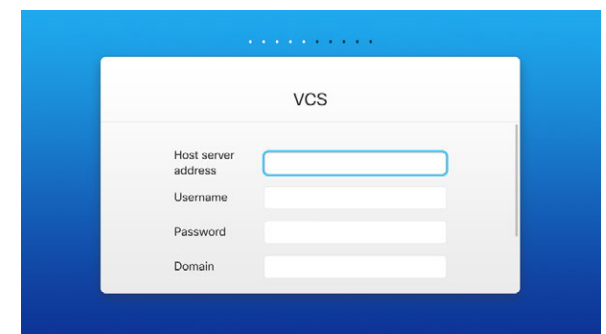 VCS
Host server
address
Username
Password
Domain